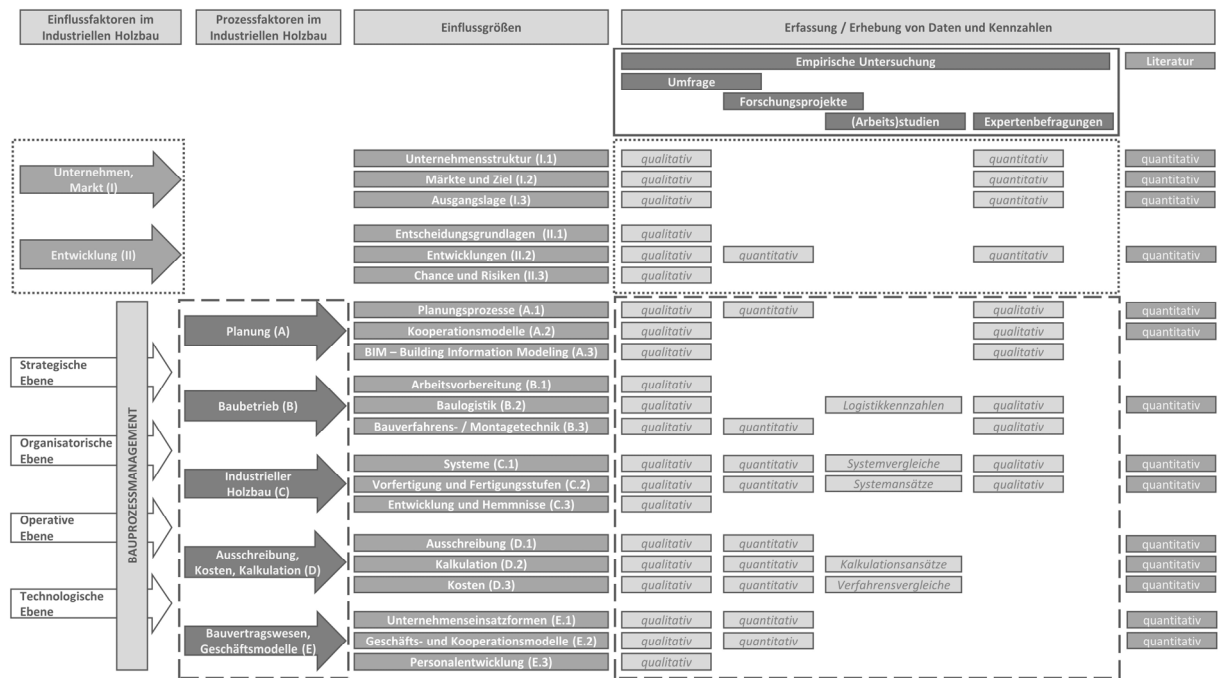 Einflussfaktoren im
Industriellen Holzbau
Prozessfaktoren im
Industriellen Holzbau
Einflussgrößen
Erfassung / Erhebung von Daten und Kennzahlen
Empirische Untersuchung
Literatur
Umfrage
Forschungsprojekte
(Arbeits)studien
Expertenbefragungen
Unternehmen,
Markt (I)
Unternehmensstruktur (I.1)
qualitativ
quantitativ
quantitativ
Märkte und Ziel (I.2)
qualitativ
quantitativ
quantitativ
Ausgangslage (I.3)
qualitativ
quantitativ
quantitativ
Entwicklung (II)
Entscheidungsgrundlagen (II.1)
qualitativ
Entwicklungen (II.2)
qualitativ
quantitativ
quantitativ
quantitativ
Chance und Risiken (II.3)
qualitativ
BAUPROZESSMANAGEMENT
Strategische
Ebene
Organisatorische
Ebene
Operative
Ebene
Technologische
Ebene
Planung (A)
Planungsprozesse (A.1)
qualitativ
quantitativ
qualitativ
quantitativ
Kooperationsmodelle (A.2)
qualitativ
qualitativ
quantitativ
BIM – Building Information Modeling (A.3)
qualitativ
qualitativ
Baubetrieb (B)
Arbeitsvorbereitung (B.1)
qualitativ
Baulogistik (B.2)
qualitativ
Logistikkennzahlen
qualitativ
quantitativ
Bauverfahrens- / Montagetechnik (B.3)
qualitativ
quantitativ
qualitativ
Industrieller
Holzbau (C)
Systeme (C.1)
qualitativ
quantitativ
Systemvergleiche
qualitativ
quantitativ
Vorfertigung und Fertigungsstufen (C.2)
qualitativ
quantitativ
Systemansätze
qualitativ
quantitativ
Entwicklung und Hemmnisse (C.3)
qualitativ
Ausschreibung,
Kosten, Kalkulation (D)
Ausschreibung (D.1)
qualitativ
quantitativ
quantitativ
Kalkulation (D.2)
qualitativ
quantitativ
Kalkulationsansätze
quantitativ
Kosten (D.3)
qualitativ
quantitativ
Verfahrensvergleiche
quantitativ
Bauvertragswesen,
Geschäftsmodelle (E)
Unternehmenseinsatzformen (E.1)
qualitativ
quantitativ
quantitativ
Geschäfts- und Kooperationsmodelle (E.2)
qualitativ
quantitativ
quantitativ
Personalentwicklung (E.3)
qualitativ